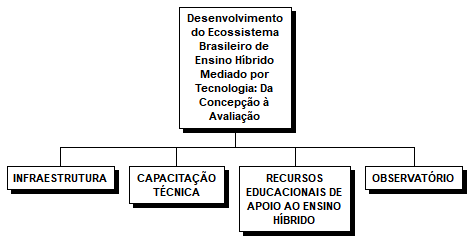 Desenvolvimento
do Ecossistema
Brasileiro de
Ensino Híbrido
Mediado por
Tecnologia: Da
Concepção à
Avaliação
INFRAESTRUTURA
CAPACITAÇÃO
TÉCNICA
RECURSOS
EDUCACIONAIS DE
APOIO AO ENSINO
HÍBRIDO
OBSERVATÓRIO